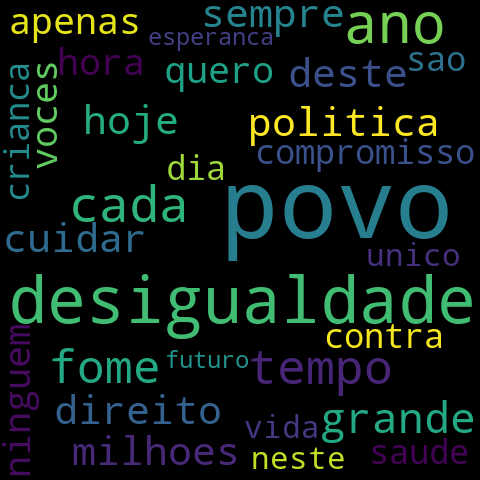 apenas
sempre
ano
esperanca
hora
quero
deste
sao
crianca
voces
hoje
politica
compromisso
dia
cada
povo
cuidar
unico
desigualdade
contra
ninguem
fome
futuro
tempo
direito
vida
grande
milhoes
neste
saude